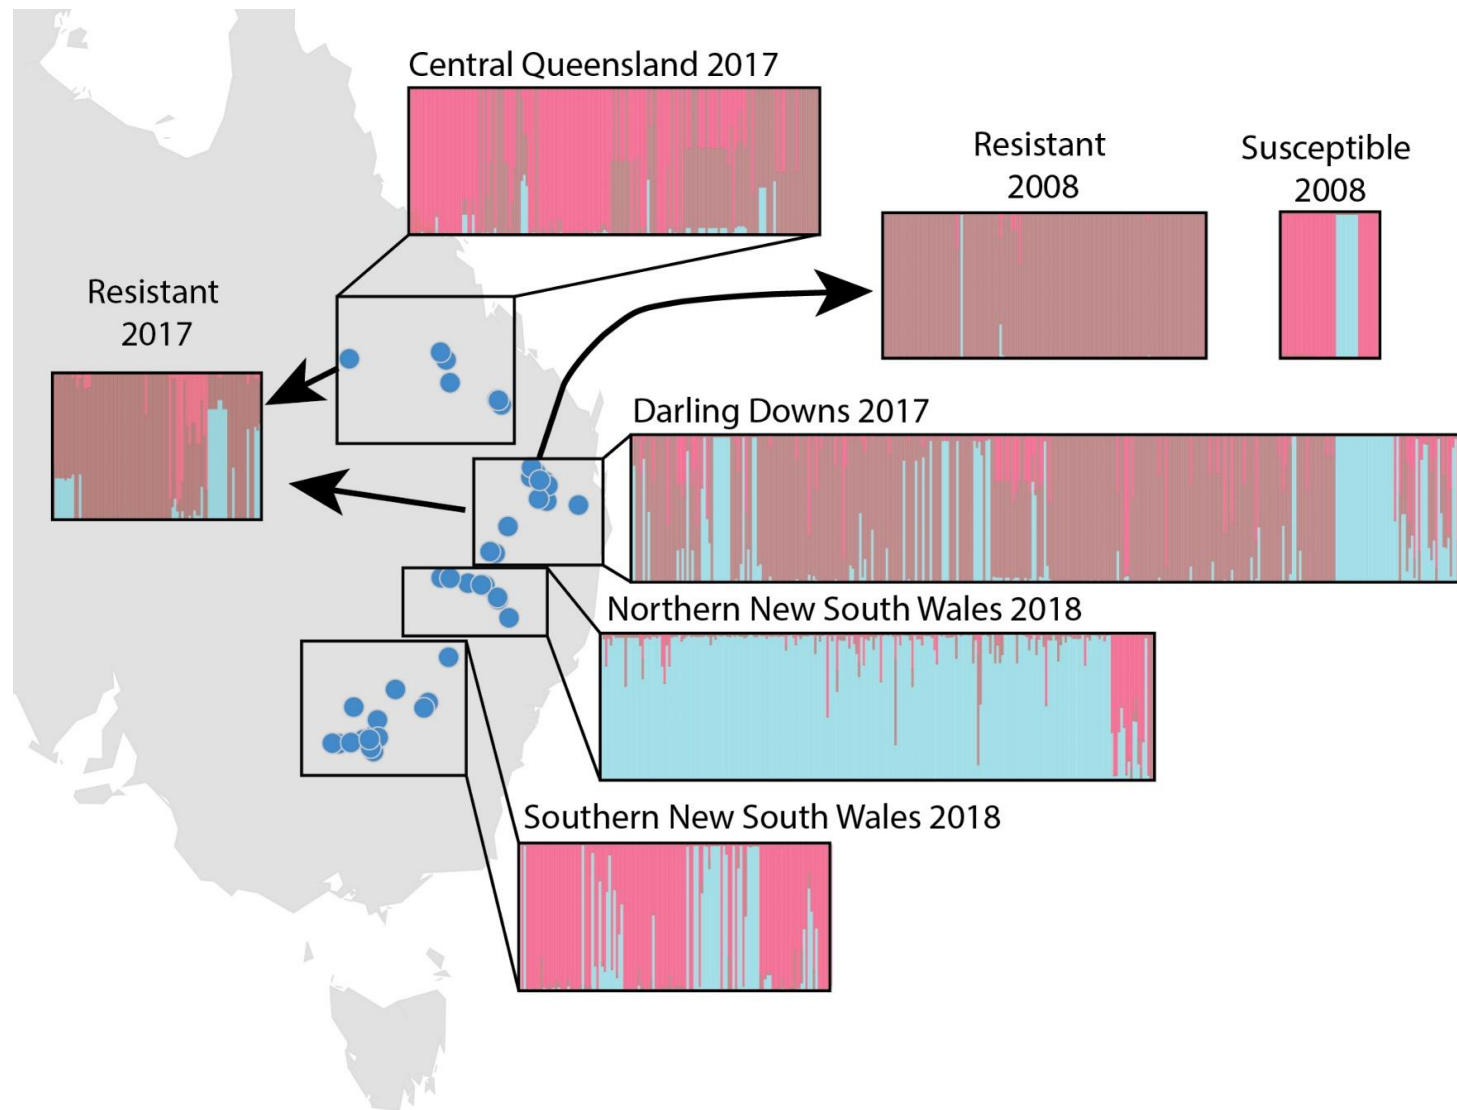 Central Queensland 2017
Resistant
2008
Susceptible
2008
Resistant
2017
Darling Downs 2017
Northern New South Wales 2018
Southern New South Wales 2018